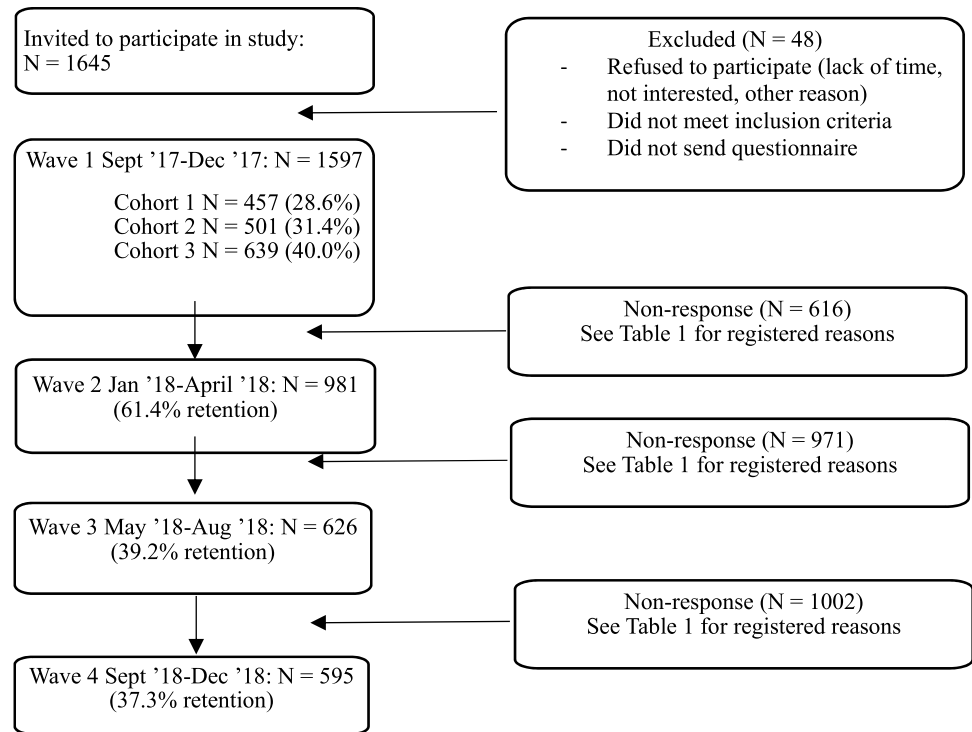 Invited to participate in study:
N = 1645
Excluded (N = 48)
- Refused to participate (lack of time,
not interested, other reason)
- Did not meet inclusion criteria
- Did not send questionnaire
Wave 1 Sept ’17-Dec ’17: N = 1597
Cohort 1 N = 457 (28.6%)
Cohort 2 N = 501 (31.4%)
Cohort 3 N = 639 (40.0%)
Non-response (N = 616)
See Table 1 for registered reasons
Wave 2 Jan ’18-April ’18: N = 981
(61.4% retention)
Non-response (N = 971)
See Table 1 for registered reasons
Wave 3 May ’18-Aug ’18: N = 626
(39.2% retention)
Non-response (N = 1002)
See Table 1 for registered reasons
Wave 4 Sept ’18-Dec ’18: N = 595
(37.3% retention)